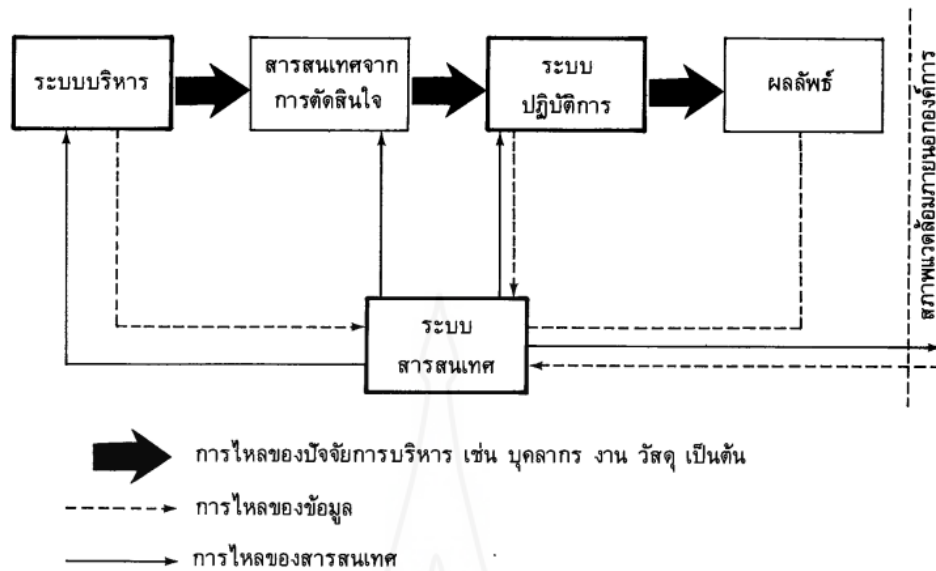 ระบบบริหาร
สารสนเทศจาก
การตัดสินใจ
ระบบ
ปฏิบัติการ
ผลลัพธ์
สภาพแวดล้อมภายนอกองค์การ
ระบบ
สารสนเทศ
การไหลของปัจจัยการบริหาร เช่น บุคลากร งาน วัสดุ เป็นต้น
การไหลของข้อมูล
การไหลของสารสนเทศ